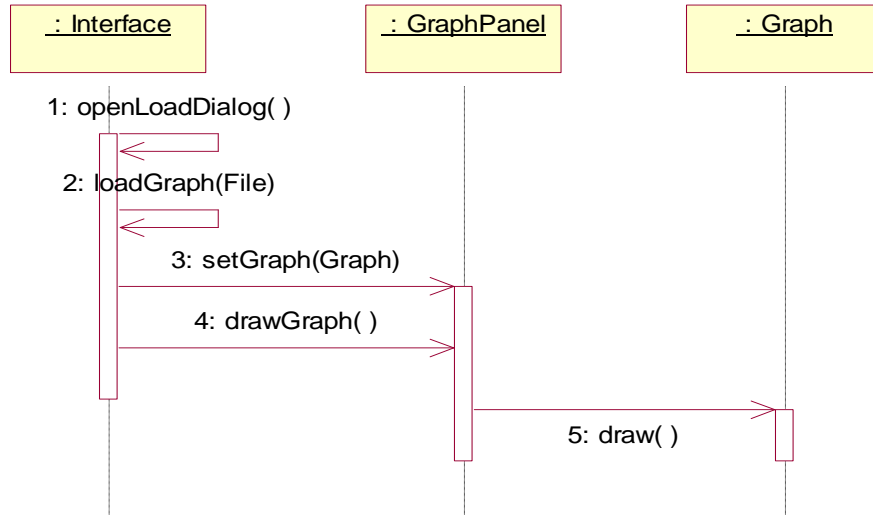 : Interface
: GraphPanel
: Graph
1: openLoadDialog( )
2: loadGraph(File)
3: setGraph(Graph)
4: drawGraph( )
5: draw( )